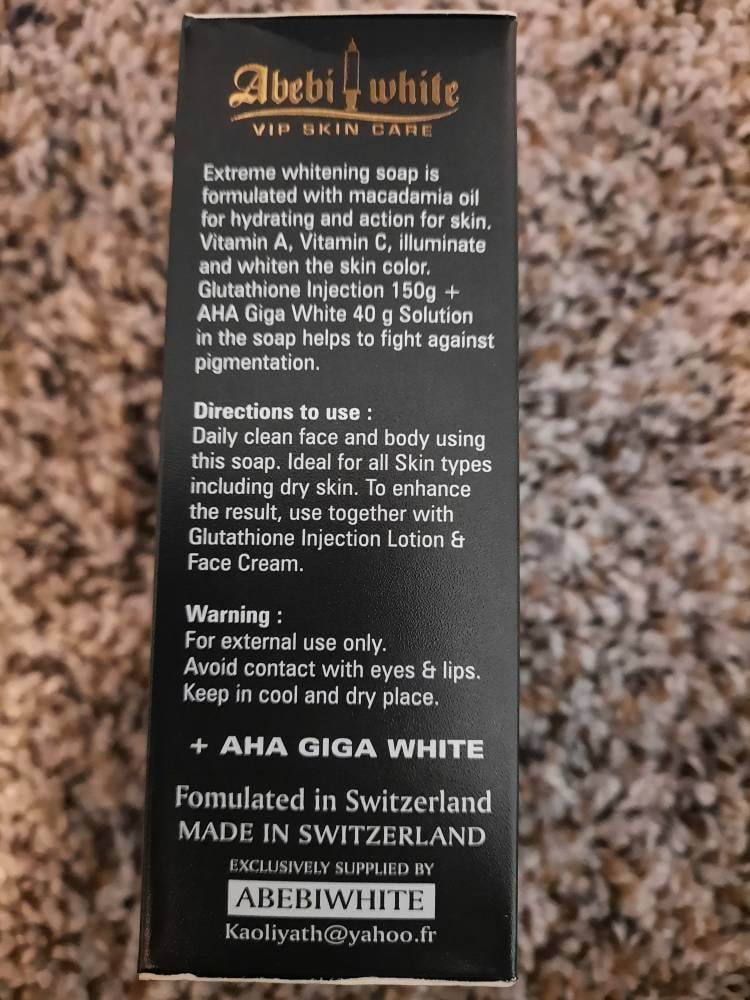 Abebi white
VIP SKIN CARE
Extreme whitening soap is
formulated with macadamia oil
for hydrating and action for skin.
Vitamin A, Vitamin C, illuminate
and whiten the skin color.
Glutathione Injection 150g +
AHA Giga White 40 g Solution
in the soap helps to fight against
pigmentation.
Directions to use :
Daily clean face and body using
this soap. Ideal for all Skin types
including dry skin. To enhance
the result, use together with
Glutathione Injection Lotion &
Face Cream.
Warning :
For external use only.
Avoid contact with eyes & lips.
Keep in cool and dry place.
+ AHA GIGA WHITE
Fomulated in Switzerland
MADE IN SWITZERLAND
EXCLUSIVELY SUPPLIED BY
ABEBIWHITE
Kaoliyath@yahoo.fr